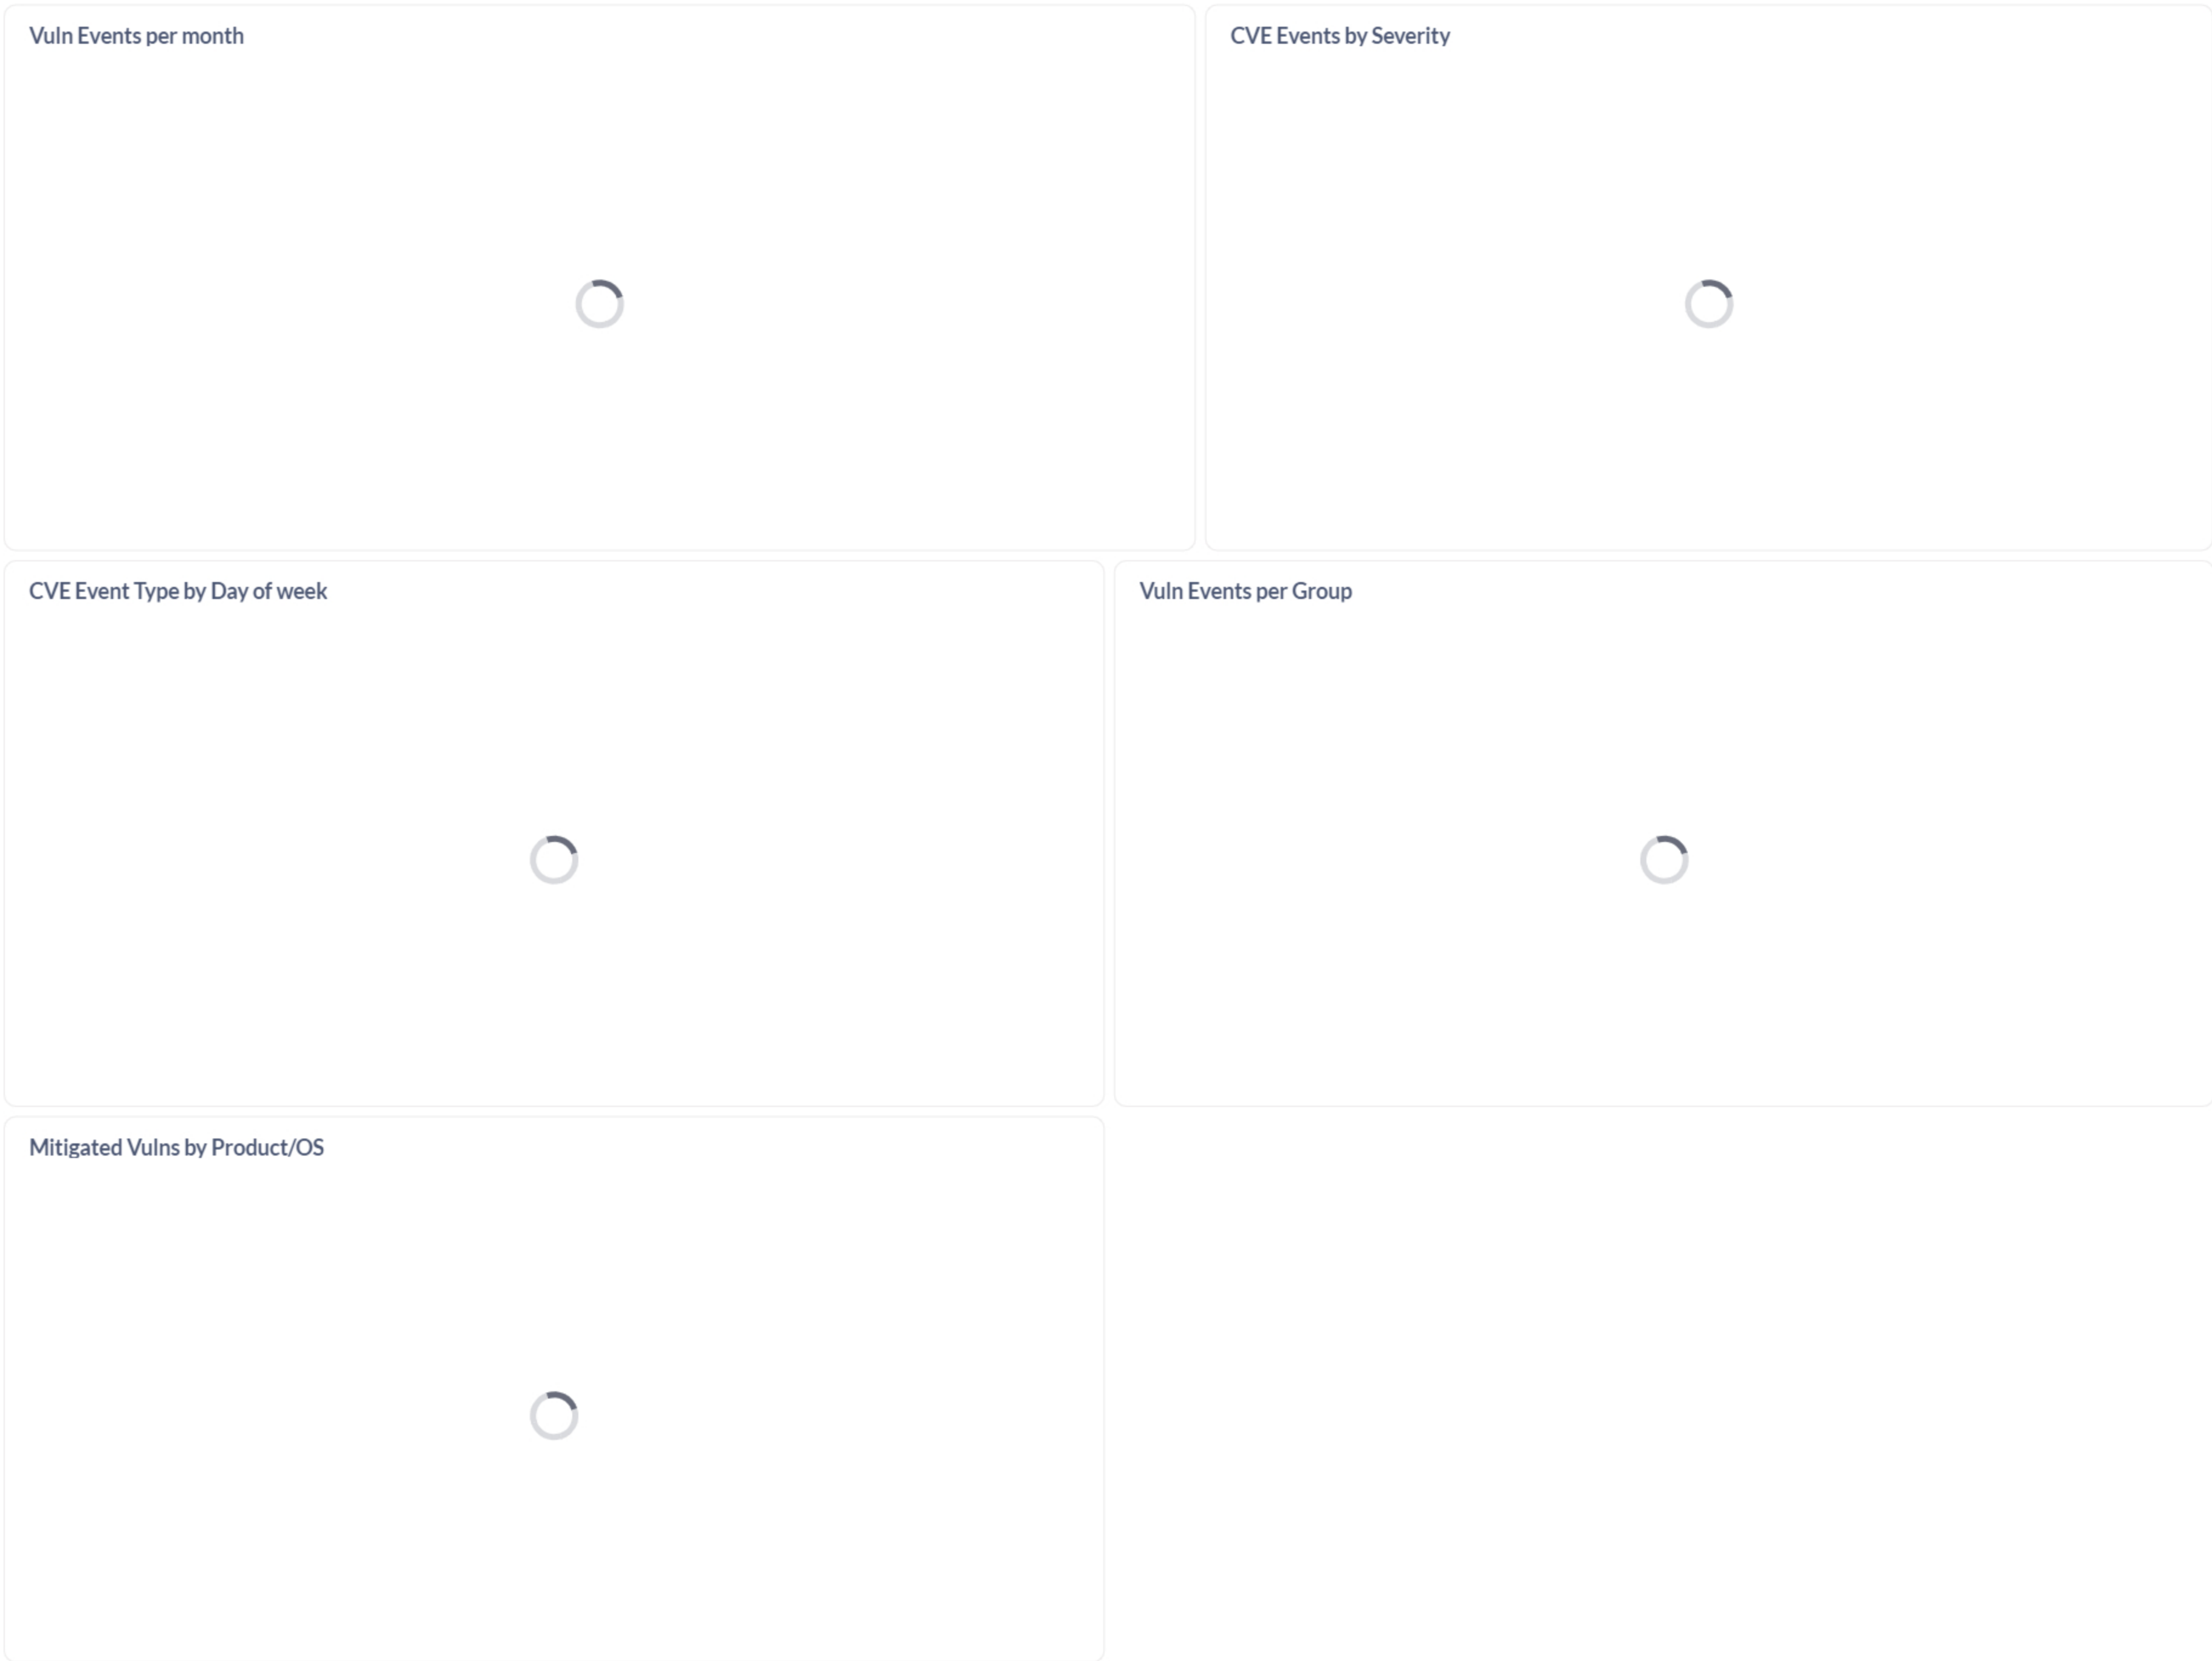 Vuln Events per month
CVE Events by Severity
CVE Event Type by Day of week
Vuln Events per Group
Mitigated Vulns by Product/OS